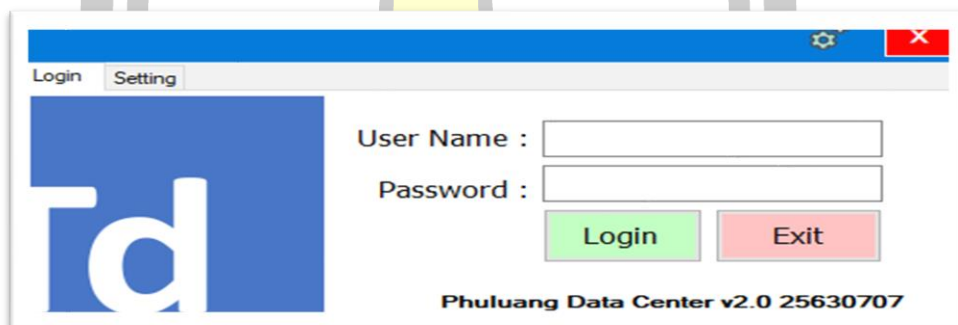 Login Setting
User Name :
Password :
Login Exit
Phuluang Data Center v2.0 25630707